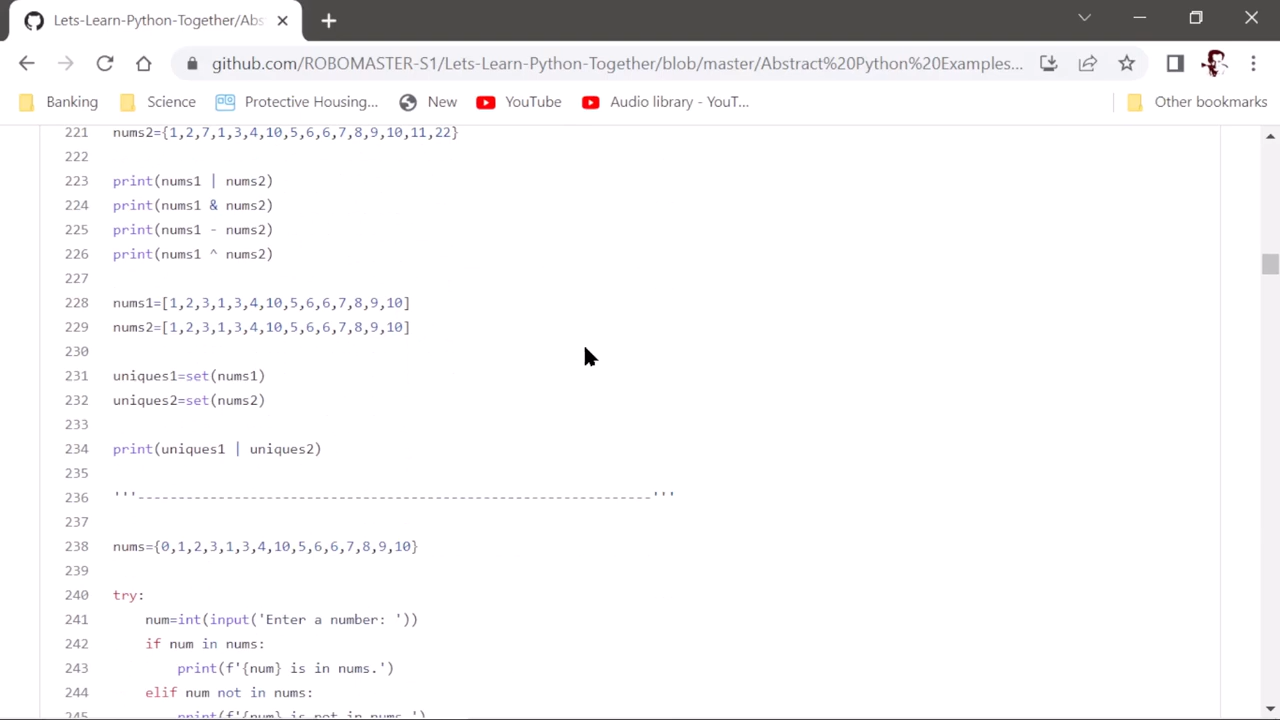 Lets-Learn-Python-Together/Abs
github.com/ROBOMASTER-S1/Lets-Learn-Python-Together/blob/master/Abstract%20Python%20Examples...
Banking
Science
Protective Housing...
New
YouTube
Audio library - YouT...
Other bookmarks
221 nums2={1,2,7,1,3,4,10,5,6,6,7,8,9,10,11,22}
222
223 print(nums1 | nums2)
224 print(nums1 & nums2)
225 print(nums1 - nums2)
226 print(nums1 ^ nums2)
227
228 nums1=[1,2,3,1,3,4,10,5,6,6,7,8,9,10]
229 nums2=[1,2,3,1,3,4,10,5,6,6,7,8,9,10]
230
231 uniques1=set(nums1)
232 uniques2=set(nums2)
233
234 print(uniques1 | uniques2)
235
236 '''----------------------------------------------------------------'''
237
238 nums={0,1,2,3,1,3,4,10,5,6,6,7,8,9,10}
239
240 try:
241 num=int(input('Enter a number: '))
242 if num in nums:
243 print(f'{num} is in nums.')
244 elif num not in nums:
245 print(f'{num} is not in nums.')